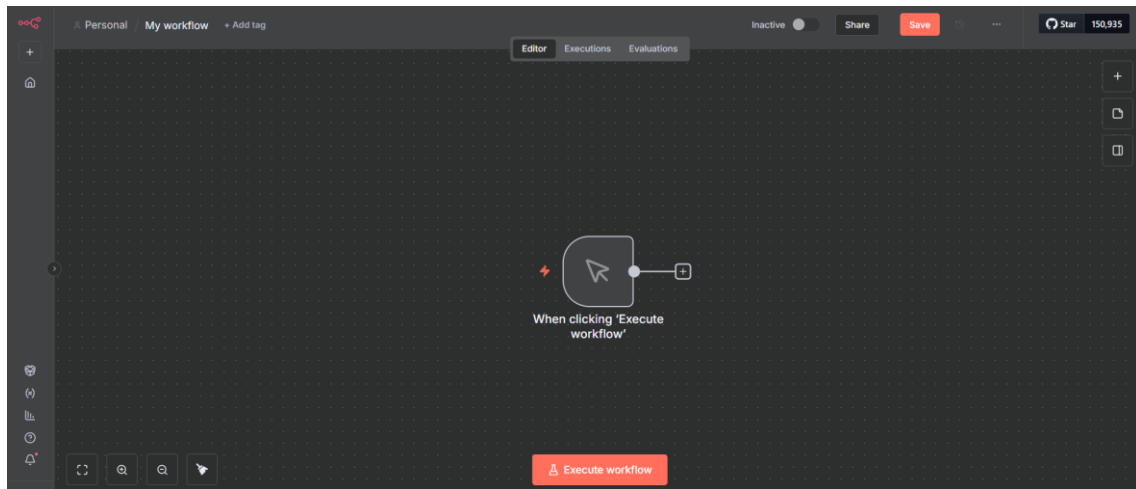 Personal / My workflow + Add tag
Inactive Share Save ... Star 150,935
Editor Executions Evaluations
When clicking ‘Execute
workflow’
Execute workflow